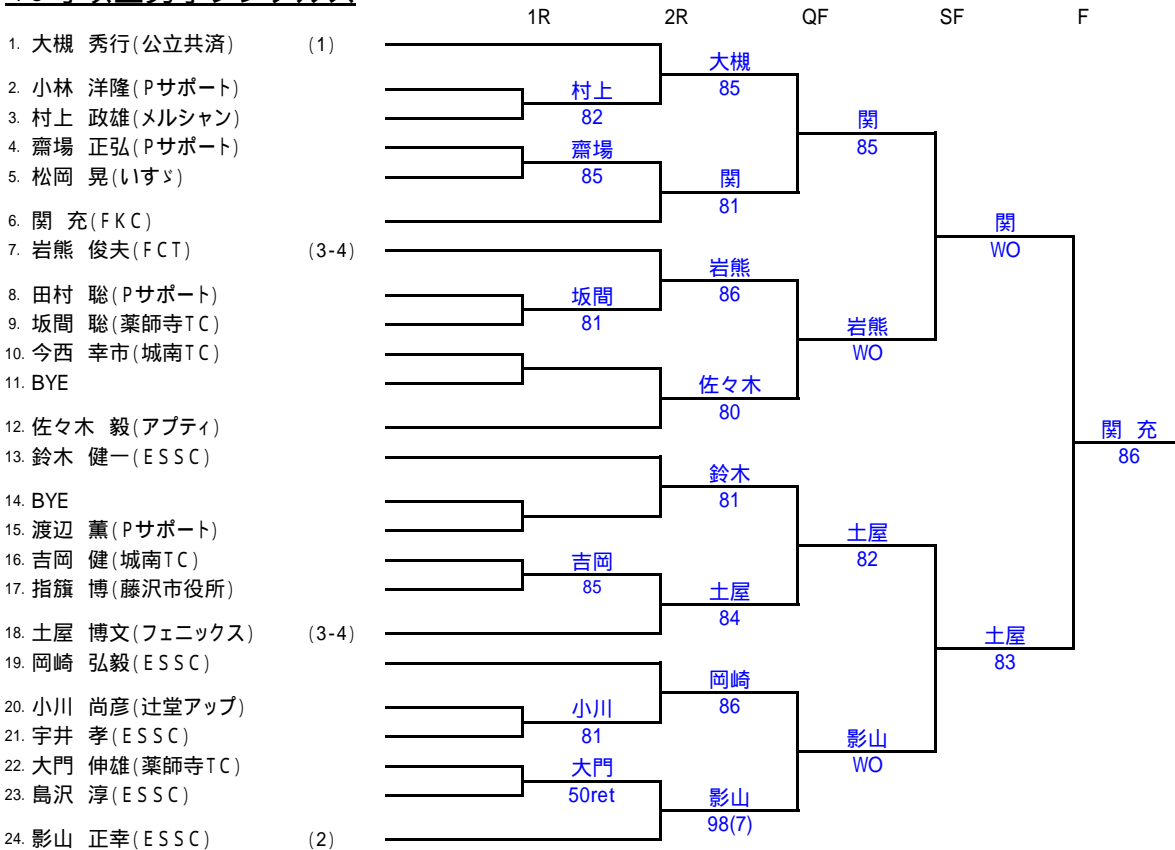 1R 2R QF SF F
1. 大槻 秀行(公立共済) (1)
2. 小林 洋隆(Pサポート)
3. 村上 政雄(メルシャン)
4. 齋場 正弘(Pサポート)
5. 松岡 晃(いすゞ)
6. 関 充(FKC)
7. 岩熊 俊夫(FCT) (3-4)
8. 田村 聡(Pサポート)
9. 坂間 聡(薬師寺TC)
10. 今西 幸市(城南TC)
11. BYE
12. 佐々木 毅(アプティ)
13. 鈴木 健一(ESSC)
14. BYE
15. 渡辺 薫(Pサポート)
16. 吉岡 健(城南TC)
17. 指籏 博(藤沢市役所)
18. 土屋 博文(フェニックス) (3-4)
19. 岡崎 弘毅(ESSC)
20. 小川 尚彦(辻堂アップ)
21. 宇井 孝(ESSC)
22. 大門 伸雄(薬師寺TC)
23. 島沢 淳(ESSC)
24. 影山 正幸(ESSC) (2)
村上
82
齋場
85
坂間
81
吉岡
85
小川
81
大門
50ret
大槻
85
関
81
岩熊
86
佐々木
80
鈴木
81
土屋
84
岡崎
86
影山
98(7)
関
85
岩熊
WO
土屋
82
影山
WO
関
WO
土屋
83
関 充
86